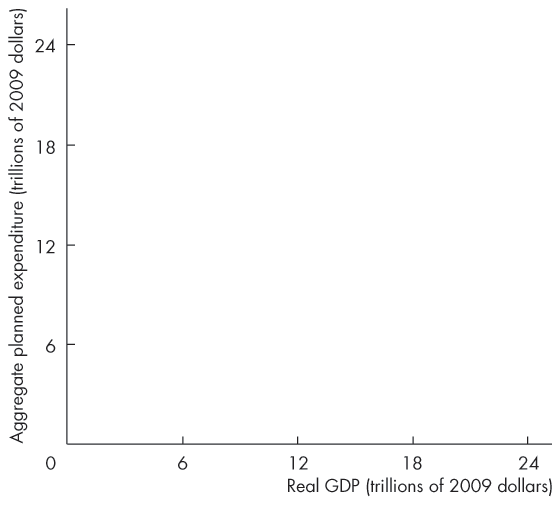 Aggregate planned expenditure (trillions of 2009 dollars)
24
18
12
6
0 6 12 18 24
Real GDP (trillions of 2009 dollars)